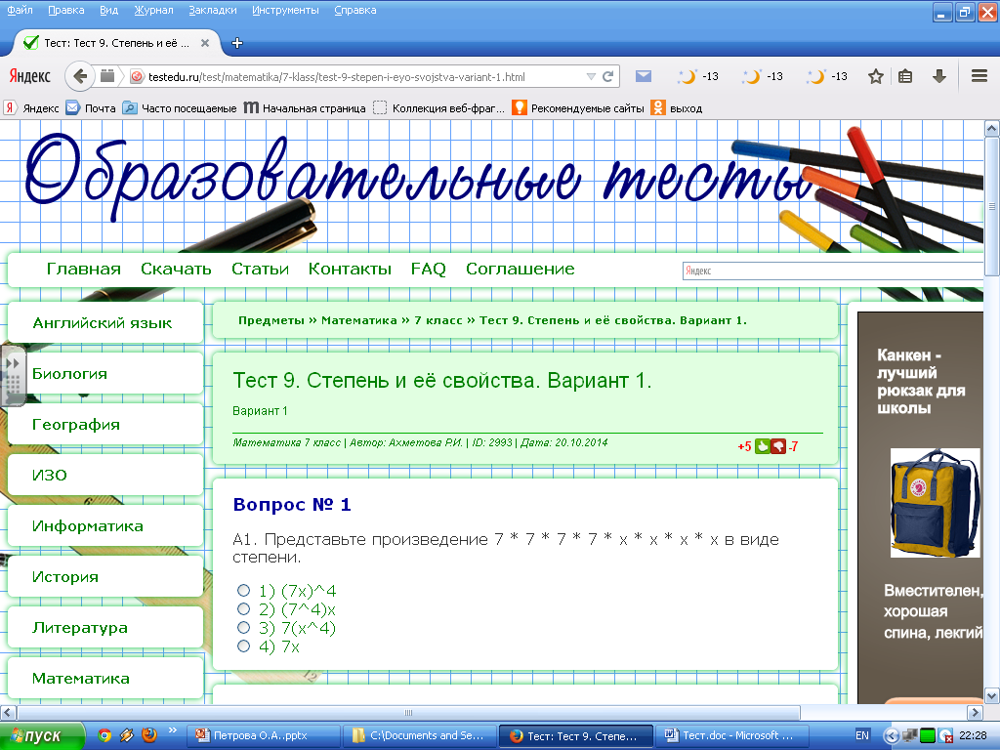 Файл Правка Вид Журнал Закладки Инструменты Справка
Тест: Тест 9. Степень и её ...
Яндекс
testedu.ru/test/matematika/7-klass/test-9-stepen-i-eyo-svojstva-variant-1.html
-13 -13 -13
Яндекс Почта Часто посещаемые Начальная страница Коллекция веб-фраг... Рекомендуемые сайты выход
Образовательные тесты
Главная Скачать Статьи Контакты FAQ Соглашение
Яндекс
Английский язык
Биология
География
ИЗО
Информатика
История
Литература
Математика
Предметы » Математика » 7 класс » Тест 9. Степень и её свойства. Вариант 1.
Тест 9. Степень и её свойства. Вариант 1.
Вариант 1
Математика 7 класс | Автор: Ахметова Р.И. | ID: 2993 | Дата: 20.10.2014
+5 -7
Вопрос № 1
А1. Представьте произведение 7 * 7 * 7 * 7 * x * x * x * x в виде
степени.
1) (7x)^4
2) (7^4)x
3) 7(x^4)
4) 7x
Канкен -
лучший
рюкзак для
школы
Вместителен,
хорошая
спина, легкий
12
пуск
Петрова О.А..pptx
C:\Documents and Se...
Тест: Тест 9. Степе...
Тест.doc - Microsoft ...
EN
22:28